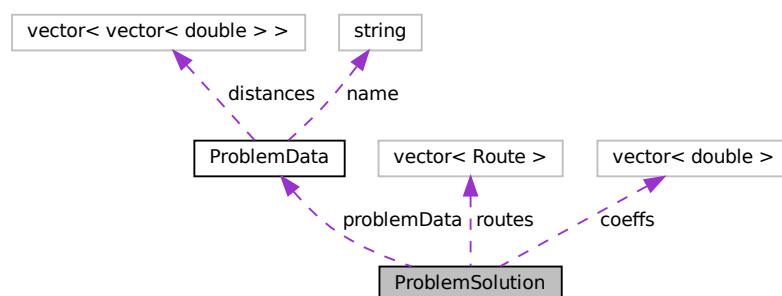 vector< vector< double > >
string
distances
name
ProblemData
vector< Route >
vector< double >
problemData
routes
coeffs
ProblemSolution